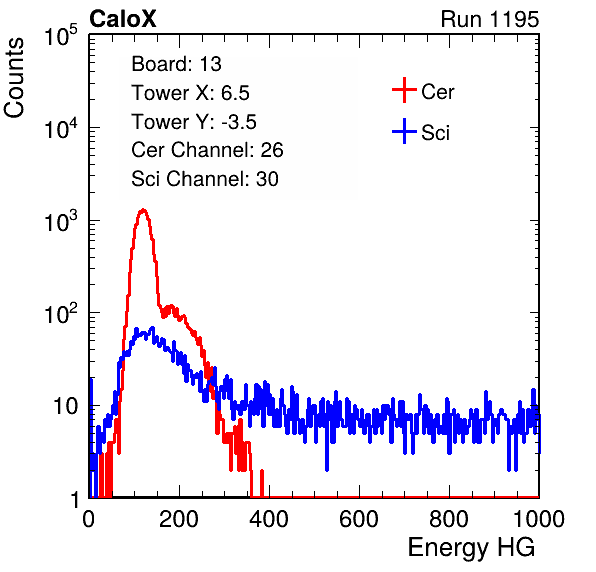 CaloX Run 1195
Counts
10^5
10^4
10^3
10^2
10
1
Board: 13
Tower X: 6.5
Tower Y: -3.5
Cer Channel: 26
Sci Channel: 30
Cer
Sci
0 200 400 600 800 1000
Energy HG